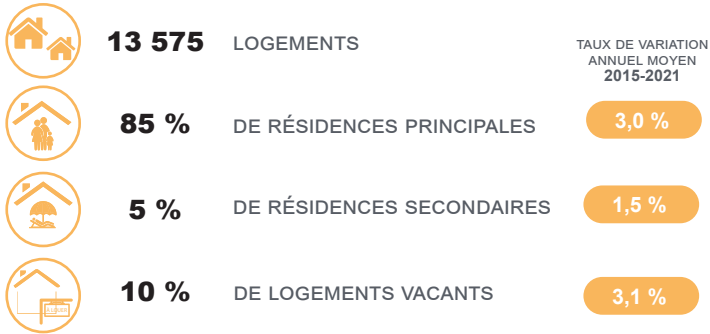 13 575 LOGEMENTS
TAUX DE VARIATION
ANNUEL MOYEN
2015-2021
85 % DE RÉSIDENCES PRINCIPALES 3,0 %
5 % DE RÉSIDENCES SECONDAIRES 1,5 %
10 % DE LOGEMENTS VACANTS 3,1 %